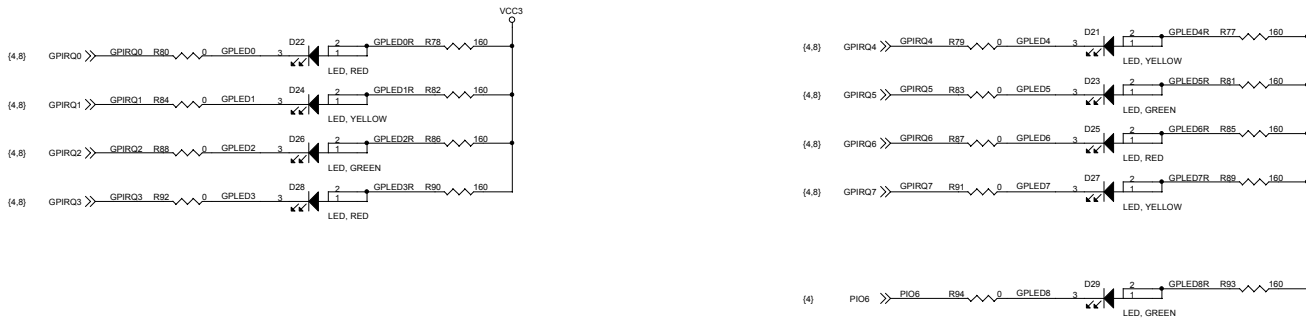 VCC3
{4,8} GPIRQ0 R80 0 GPLED0 3 D22 2 1 GPLED0R R78 160
LED, RED
{4,8} GPIRQ1 GPIRQ1 R84 0 GPLED1 3 D24 2 1 GPLED1R R82 160
LED, YELLOW
{4,8} GPIRQ2 GPIRQ2 R88 0 GPLED2 3 D26 2 1 GPLED2R R86 160
LED, GREEN
{4,8} GPIRQ3 GPIRQ3 R92 0 GPLED3 3 D28 2 1 GPLED3R R90 160
LED, RED
{4,8} GPIRQ4 GPIRQ4 R79 0 GPLED4 3 D21 2 1 GPLED4R R77 160
LED, YELLOW
{4,8} GPIRQ5 GPIRQ5 R83 0 GPLED5 3 D23 2 1 GPLED5R R81 160
LED, GREEN
{4,8} GPIRQ6 GPIRQ6 R87 0 GPLED6 3 D25 2 1 GPLED6R R85 160
LED, RED
{4,8} GPIRQ7 GPIRQ7 R91 0 GPLED7 3 D27 2 1 GPLED7R R89 160
LED, YELLOW
{4} PIO6 PIO6 R94 0 GPLED8 3 D29 2 1 GPLED8R R93 160
LED, GREEN